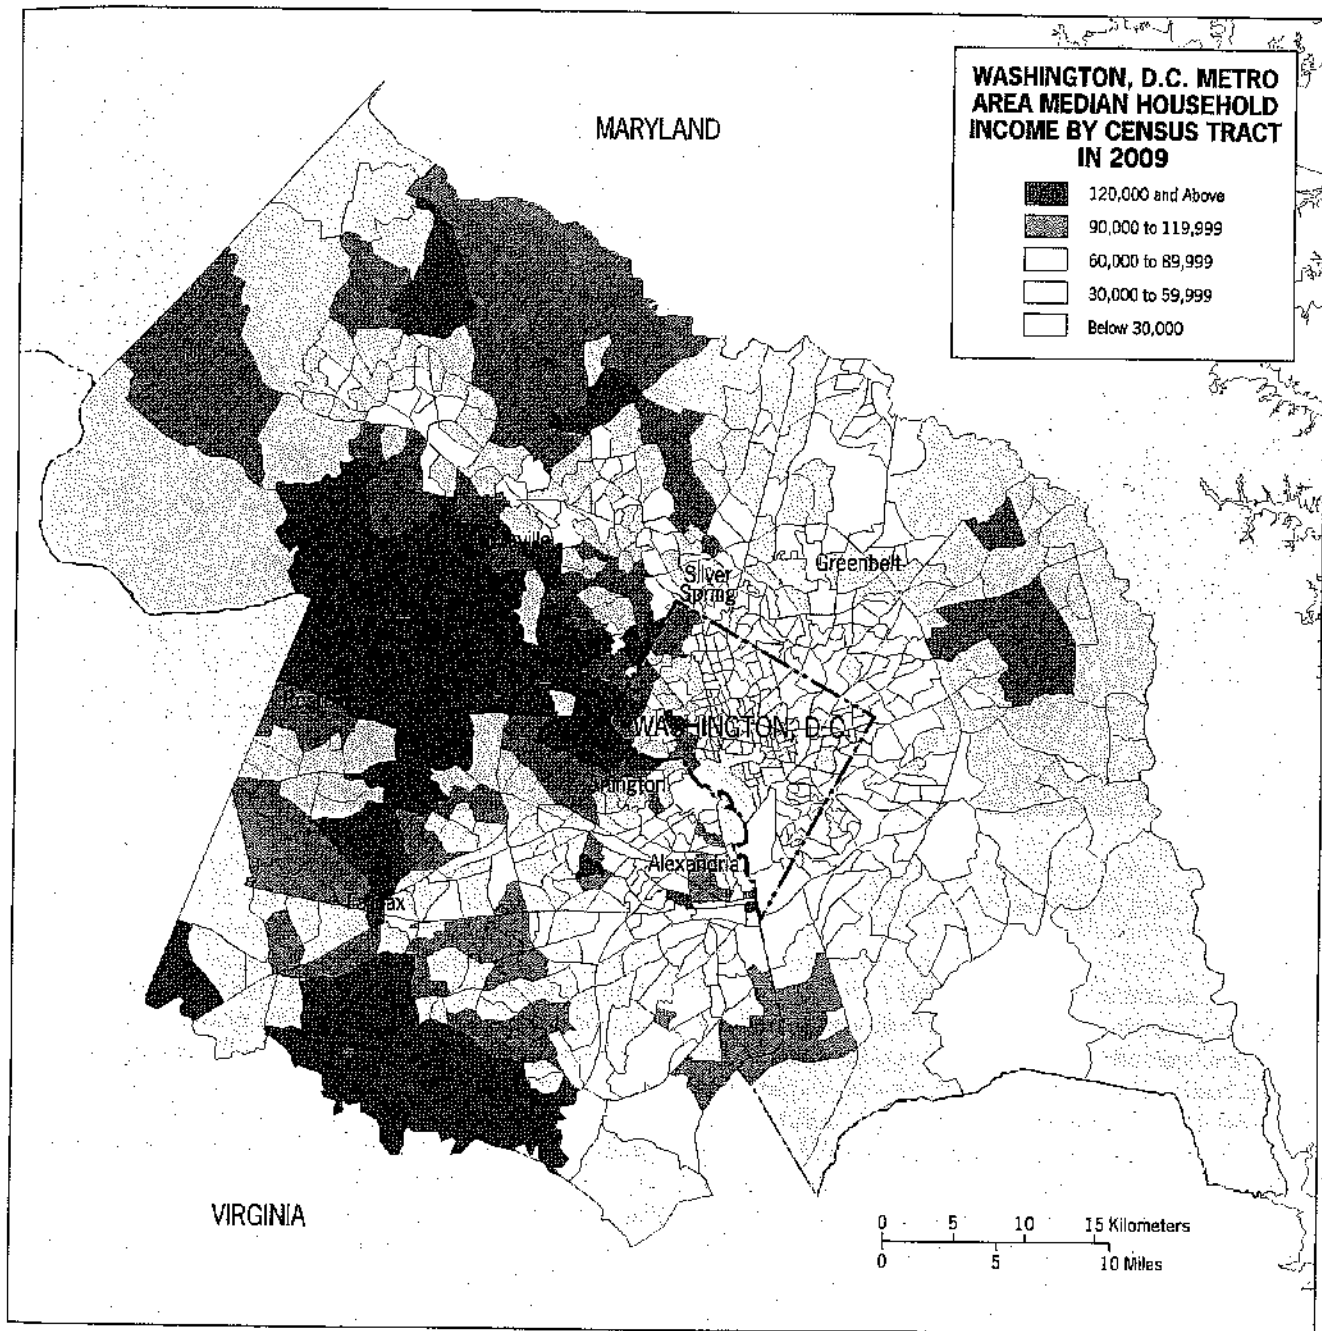 MARYLAND
WASHINGTON, D.C. METRO
AREA MEDIAN HOUSEHOLD
INCOME BY CENSUS TRACT
IN 2009
120,000 and Above
90,000 to 119,999
60,000 to 89,999
30,000 to 59,999
Below 30,000
Greenbelt
Silver
Spring
WASHINGTON, D.C.
Arlington
Alexandria
Fairfax
VIRGINIA
0 5 10 15 Kilometers
0 5 10 Miles